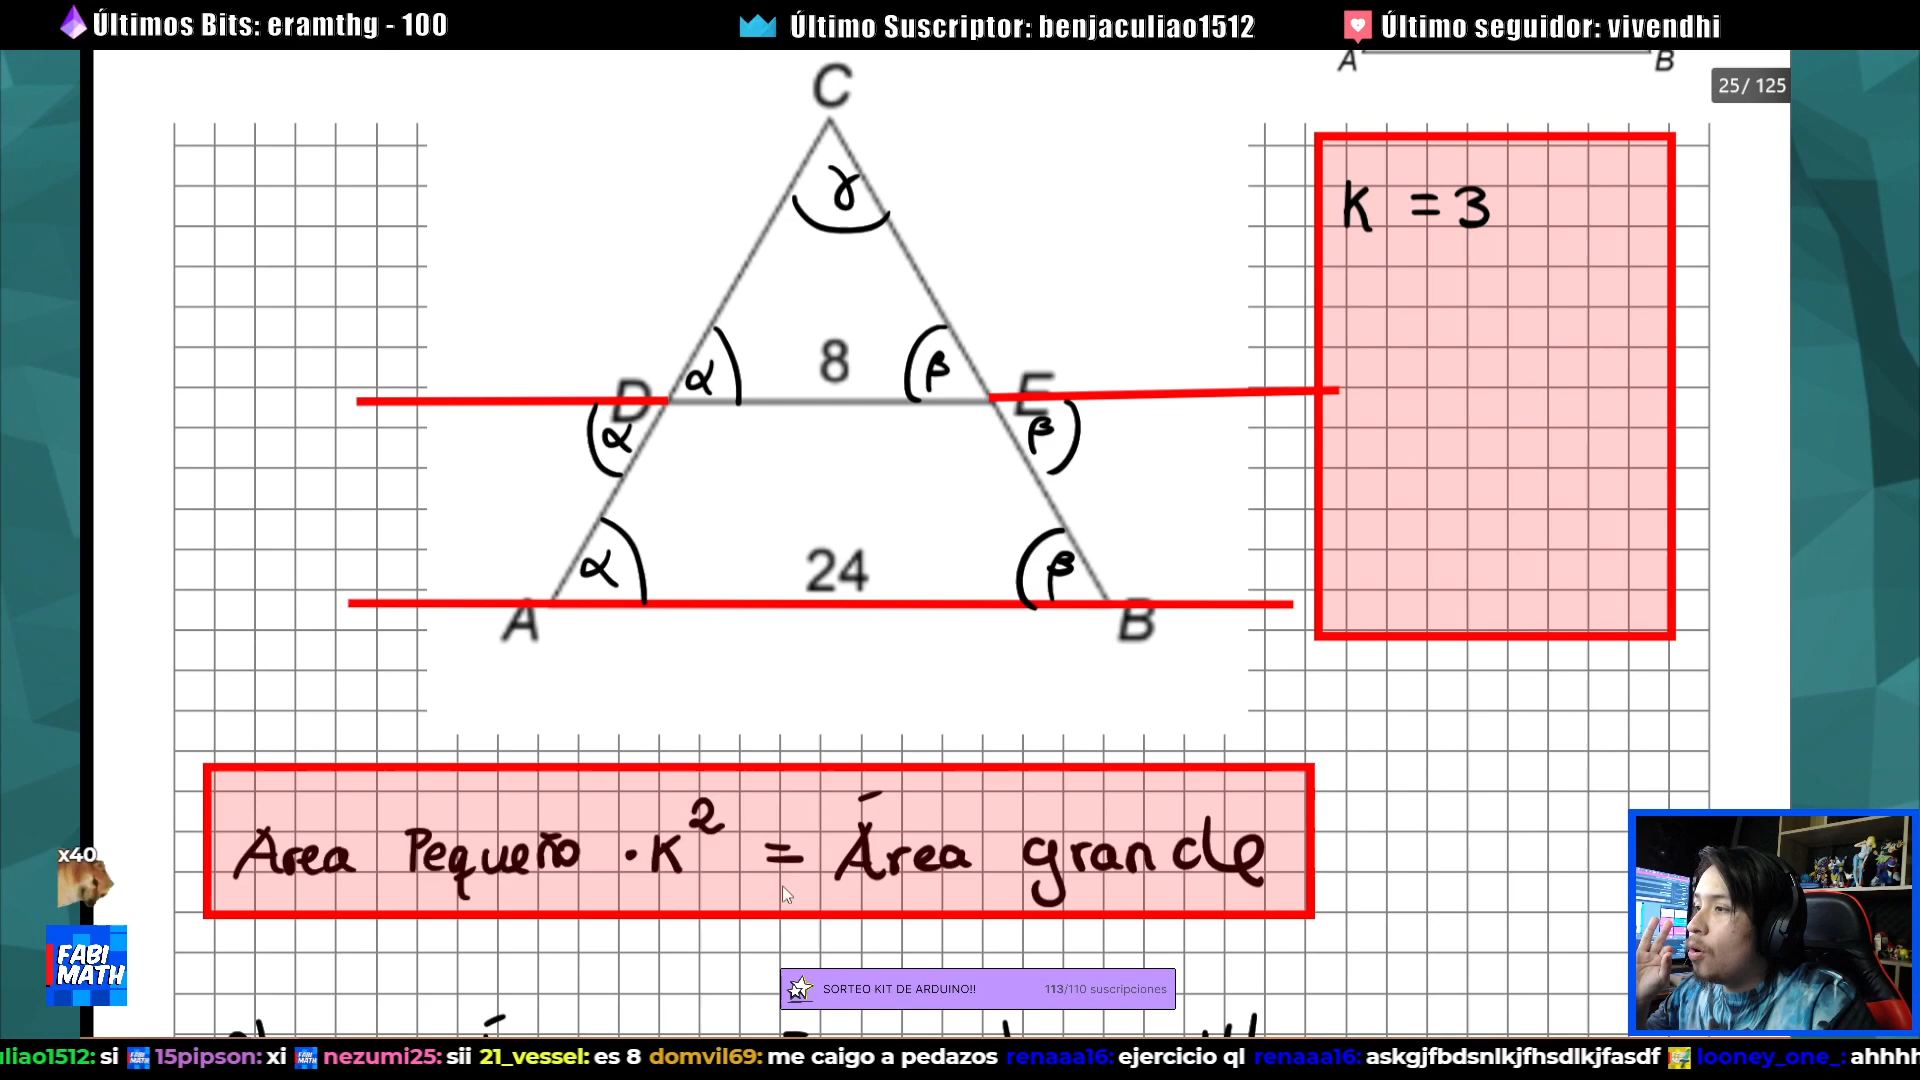 Últimos Bits: eramthg - 100
Último Suscriptor: benjaculiao1512
Último seguidor: vivendhi
A B
25/ 125
C
γ
K = 3
D α 8 β E
α β
α 24 β
A B
Area Pequeño · K² = Área grande
x40
FABI
MATH
SORTEO KIT DE ARDUINO!! 113/110 suscripciones
uliao1512: si 15pipson: xi nezumi25: sii 21_vessel: es 8 domvil69: me caigo a pedazos renaaa16: ejercicio ql renaaa16: askgjfbdsnlkjfhsdlkjfasdf looney_one_: ahhhh